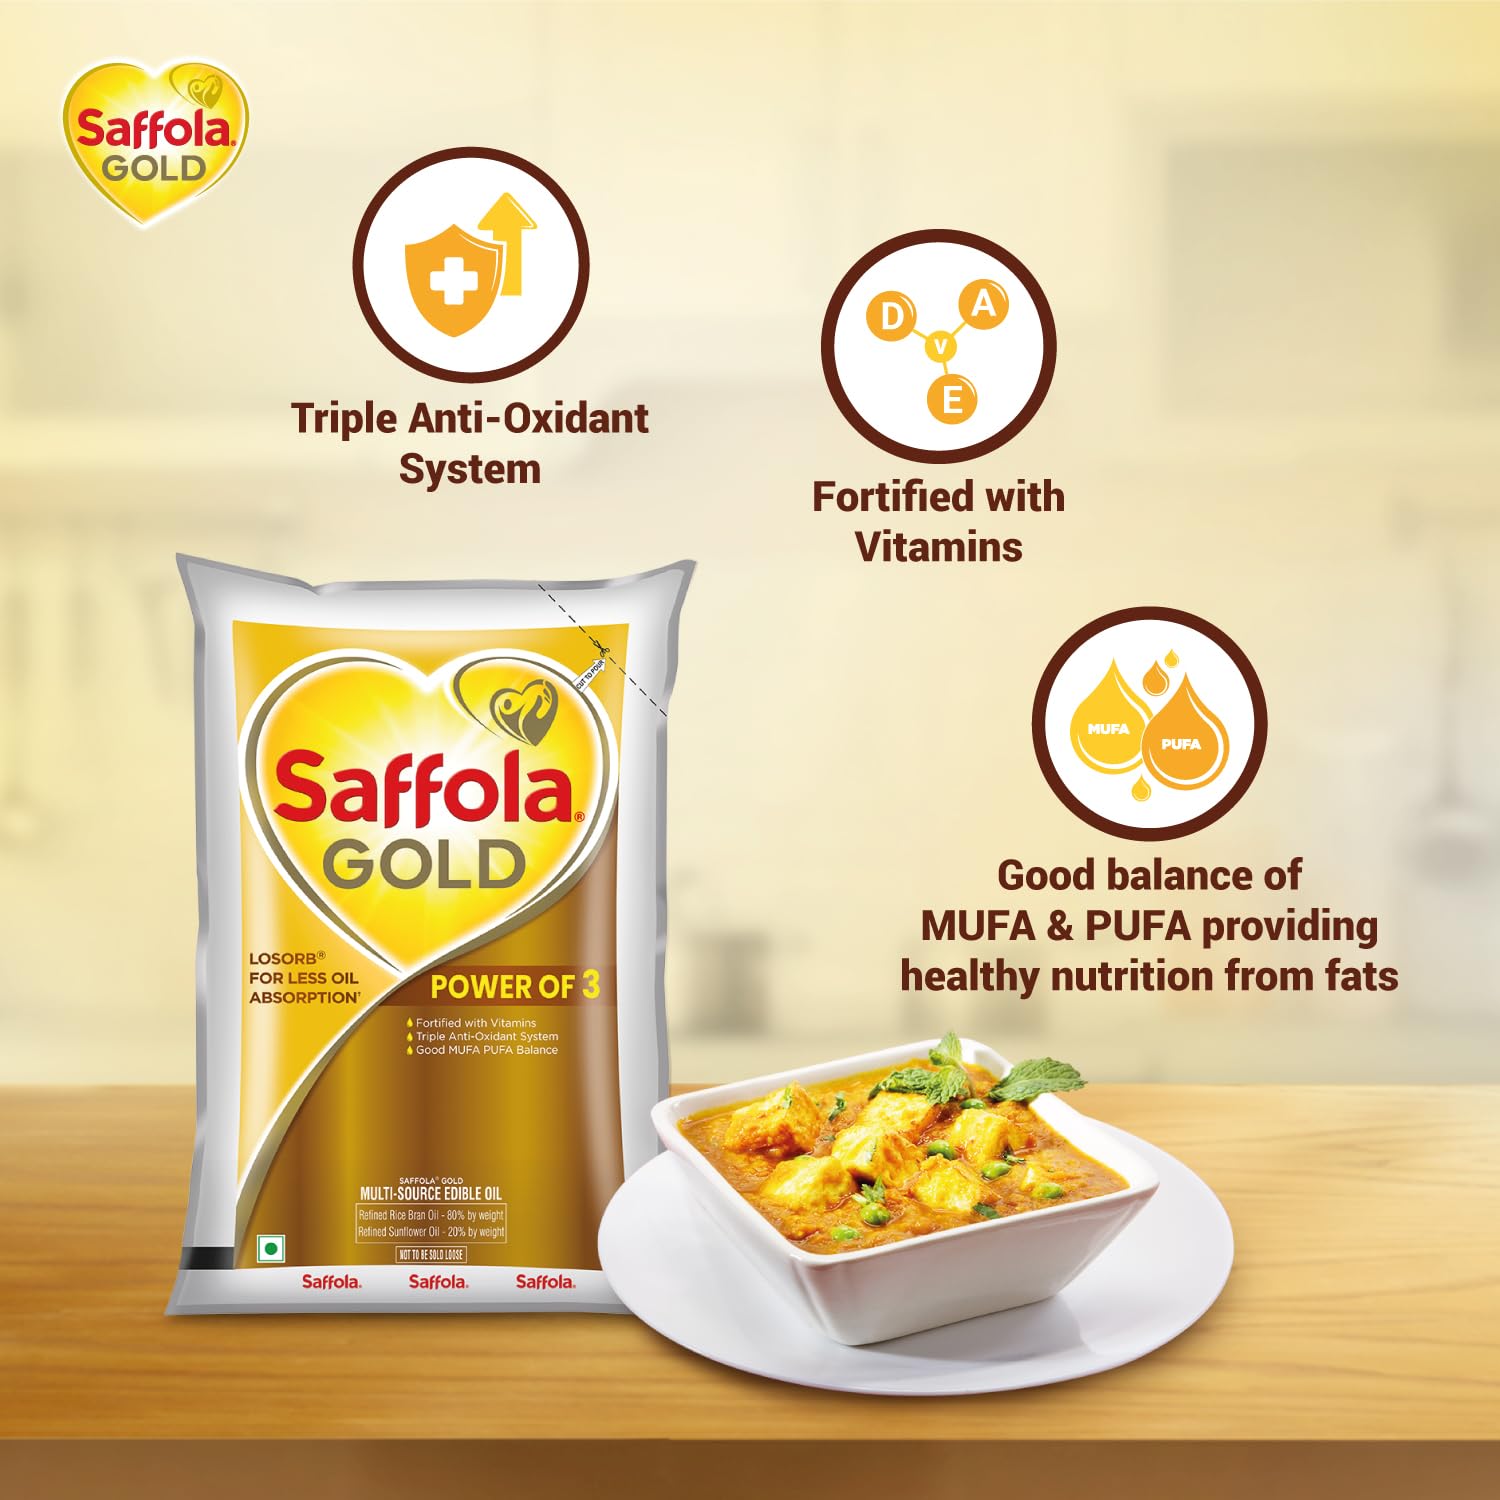 Saffola®
GOLD
Triple Anti-Oxidant
System
D
A
V
E
Fortified with
Vitamins
MUFA
PUFA
Good balance of
MUFA & PUFA providing
healthy nutrition from fats
CUT TO POUR
Saffola®
GOLD
LOSORB®
FOR LESS OIL
ABSORPTION†
POWER OF 3
Fortified with Vitamins
Triple Anti-Oxidant System
Good MUFA PUFA Balance
SAFFOLA® GOLD
MULTI-SOURCE EDIBLE OIL
Refined Rice Bran Oil - 80% by weight
Refined Sunflower Oil - 20% by weight
NOT TO BE SOLD LOOSE
Saffola® Saffola® Saffola®